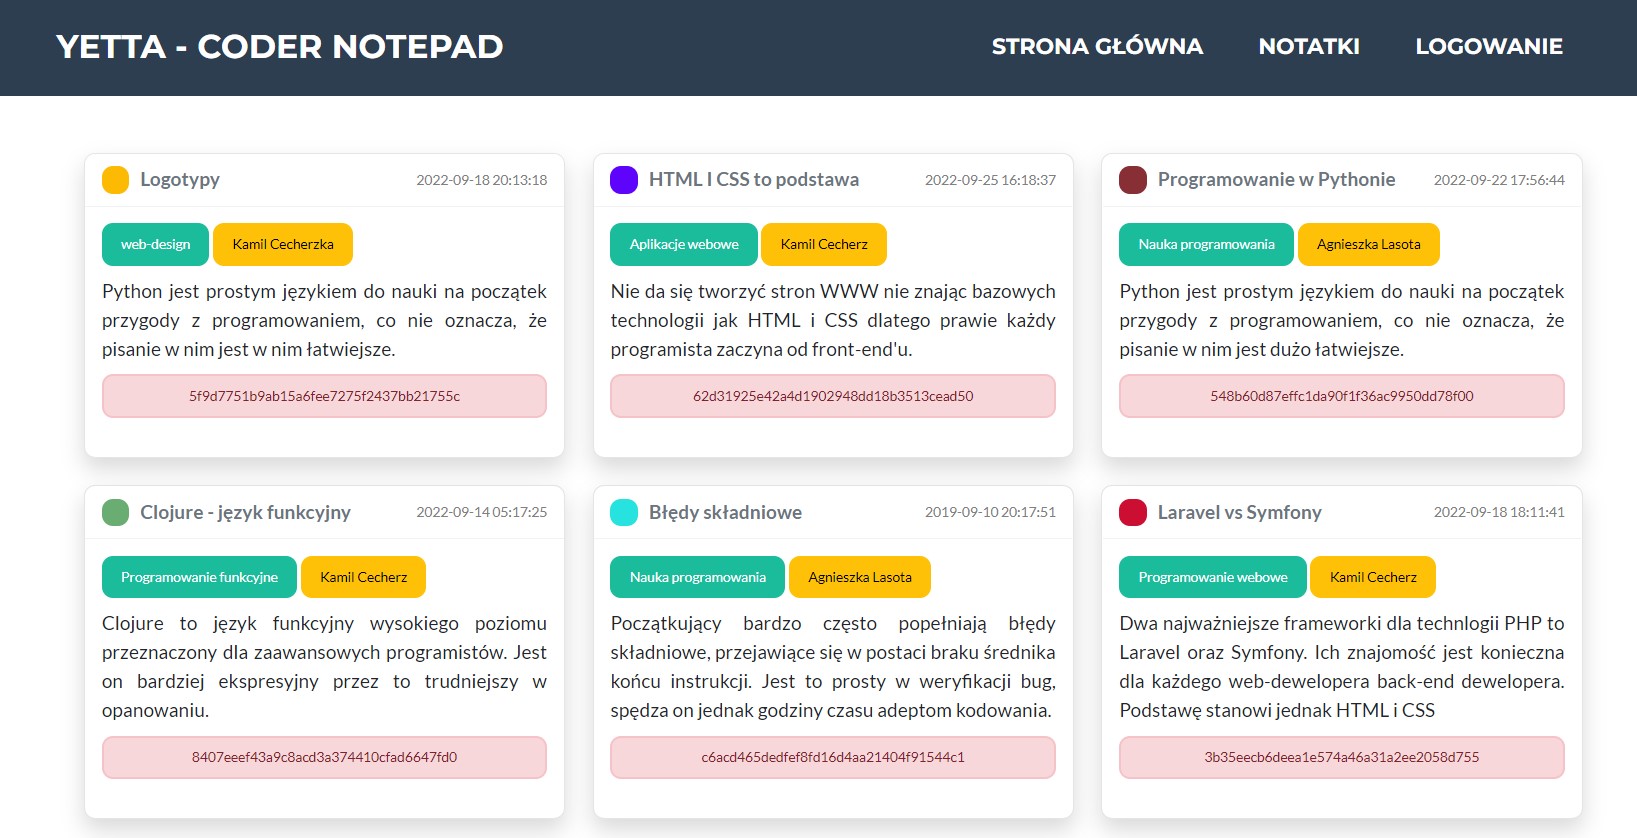 YETTA - CODER NOTEPAD
STRONA GŁÓWNA
NOTATKI
LOGOWANIE
Logotypy
2022-09-18 20:13:18
web-design
Kamil Cecherzka
Python jest prostym językiem do nauki na początek
przygody z programowaniem, co nie oznacza, że
pisanie w nim jest w nim łatwiejsze.
5f9d7751b9ab15a6fee7275f2437bb21755c
HTML I CSS to podstawa
2022-09-25 16:18:37
Aplikacje webowe
Kamil Cecherz
Nie da się tworzyć stron WWW nie znając bazowych
technologii jak HTML i CSS dlatego prawie każdy
programista zaczyna od front-end'u.
62d31925e42a4d1902948dd18b3513cead50
Programowanie w Pythonie
2022-09-22 17:56:44
Nauka programowania
Agnieszka Lasota
Python jest prostym językiem do nauki na początek
przygody z programowaniem, co nie oznacza, że
pisanie w nim jest dużo łatwiejsze.
548b60d87effc1da90f1f36ac9950dd78f00
Clojure - język funkcyjny
2022-09-14 05:17:25
Programowanie funkcyjne
Kamil Cecherz
Clojure to język funkcyjny wysokiego poziomu
przeznaczony dla zaawansowych programistów. Jest
on bardziej ekspresyjny przez to trudniejszy w
opanowaniu.
8407eeef43a9c8acd3a374410cfad6647fd0
Błędy składniowe
2019-09-10 20:17:51
Nauka programowania
Agnieszka Lasota
Początkujący bardzo często popełniają błędy
składniowe, przejawiące się w postaci braku średnika
końcu instrukcji. Jest to prosty w weryfikacji bug,
spędza on jednak godziny czasu adeptom kodowania.
c6acd465dedfef8fd16d4aa21404f91544c1
Laravel vs Symfony
2022-09-18 18:11:41
Programowanie webowe
Kamil Cecherz
Dwa najważniejsze frameworki dla technlogii PHP to
Laravel oraz Symfony. Ich znajomość jest konieczna
dla każdego web-dewelopera back-end dewelopera.
Podstawę stanowi jednak HTML i CSS
3b35eecb6deea1e574a46a31a2ee2058d755